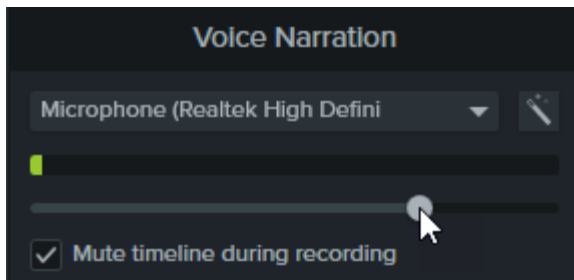 Voice Narration
Microphone (Realtek High Defini
Mute timeline during recording